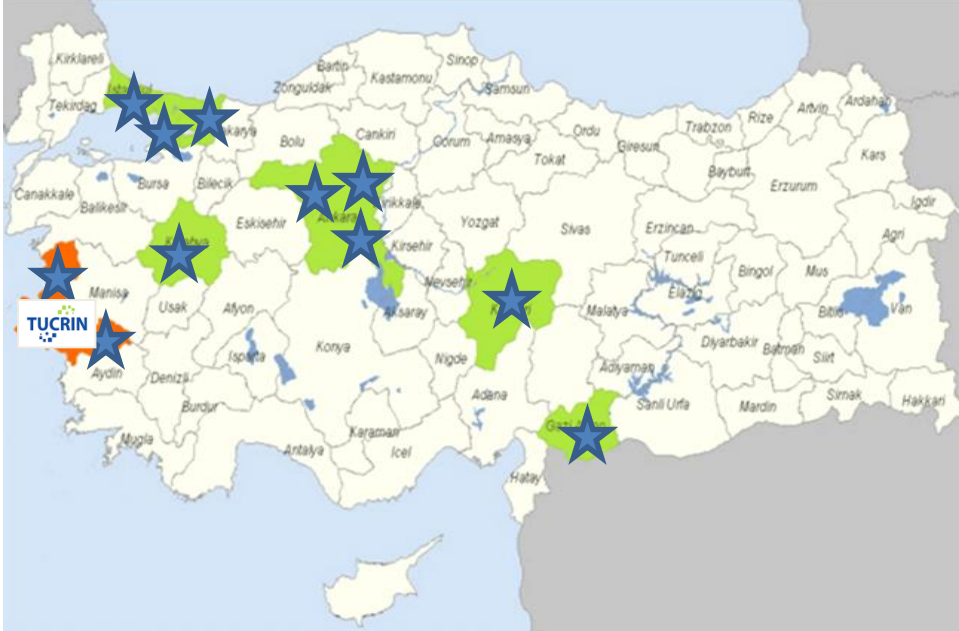 Kirklareli
Tekirdag
Bartin
Zonguldak
Kastamonu
Sinop
Samsun
Bolu
Cankiri
Corum
Amasya
Ordu
Tokat
Giresun
Trabzon
Rize
Artvin
Ardahan
Kars
Bayburt
Erzurum
Igdir
Agri
Canakkale
Balikesir
Bursa
Bilecik
Eskisehir
Ankara
Kirsehir
Yozgat
Sivas
Erzincan
Tunceli
Bingol
Mus
Van
Elazig
Malatya
Nevsehir
Manisa
Usak
Afyon
Aksaray
TUCRIN
Konya
Nigde
Isparta
Aydin
Denizli
Burdur
Mugla
Antalya
Karaman
Icel
Adana
Adiyaman
Diyarbakir
Batman
Siirt
Sirnak
Hakkari
Mardin
Sanli Urfa
Hatay